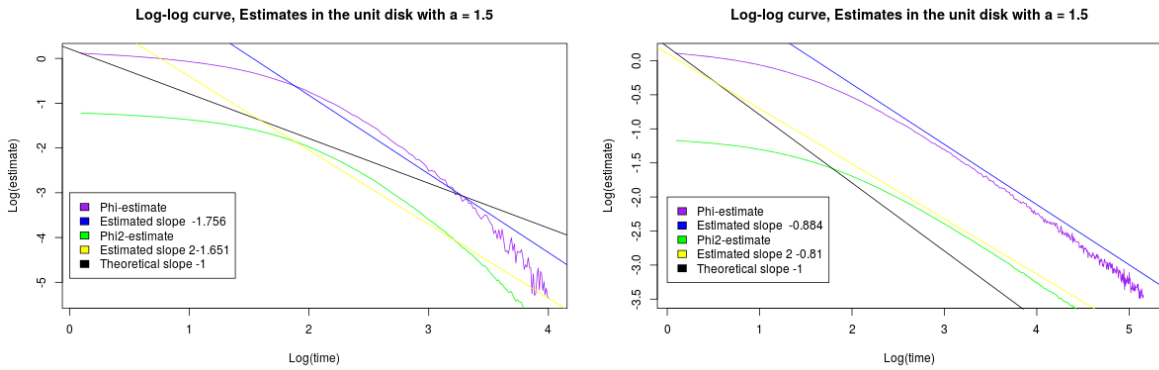 Log-log curve, Estimates in the unit disk with a = 1.5
Log(estimate)
0
-1
-2
-3
-4
-5
Phi-estimate
Estimated slope -1.756
Phi2-estimate
Estimated slope 2-1.651
Theoretical slope -1
0 1 2 3 4
Log(time)
Log-log curve, Estimates in the unit disk with a = 1.5
Log(estimate)
0.0
-0.5
-1.0
-1.5
-2.0
-2.5
-3.0
-3.5
Phi-estimate
Estimated slope -0.884
Phi2-estimate
Estimated slope 2 -0.81
Theoretical slope -1
0 1 2 3 4 5
Log(time)